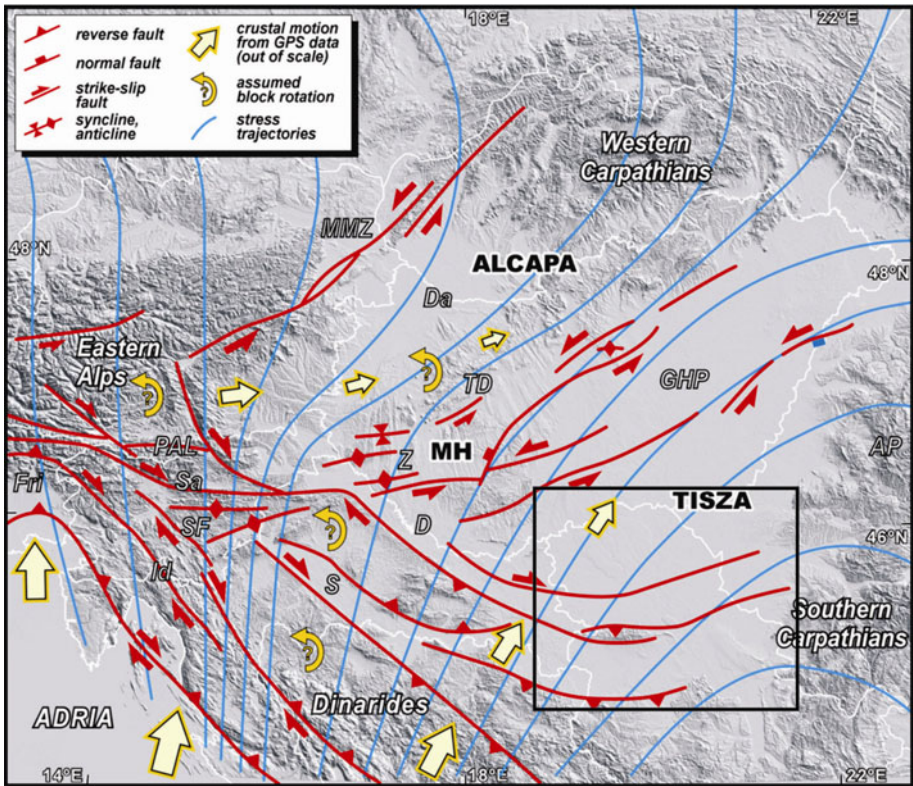 18°E
22°E
reverse fault
normal fault
strike-slip
fault
syncline,
anticline
crustal motion
from GPS data
(out of scale)
?
assumed
block rotation
stress
trajectories
Western
Carpathians
MMZ
48°N
ALCAPA
48°N
Da
Eastern
Alps
?
?
TD
GHP
PAL
Z
MH
AP
Fri
Sa
TISZA
SF
?
D
46°N
Id
S
Southern
Carpathians
?
Dinarides
ADRIA
14°E
18°E
22°E